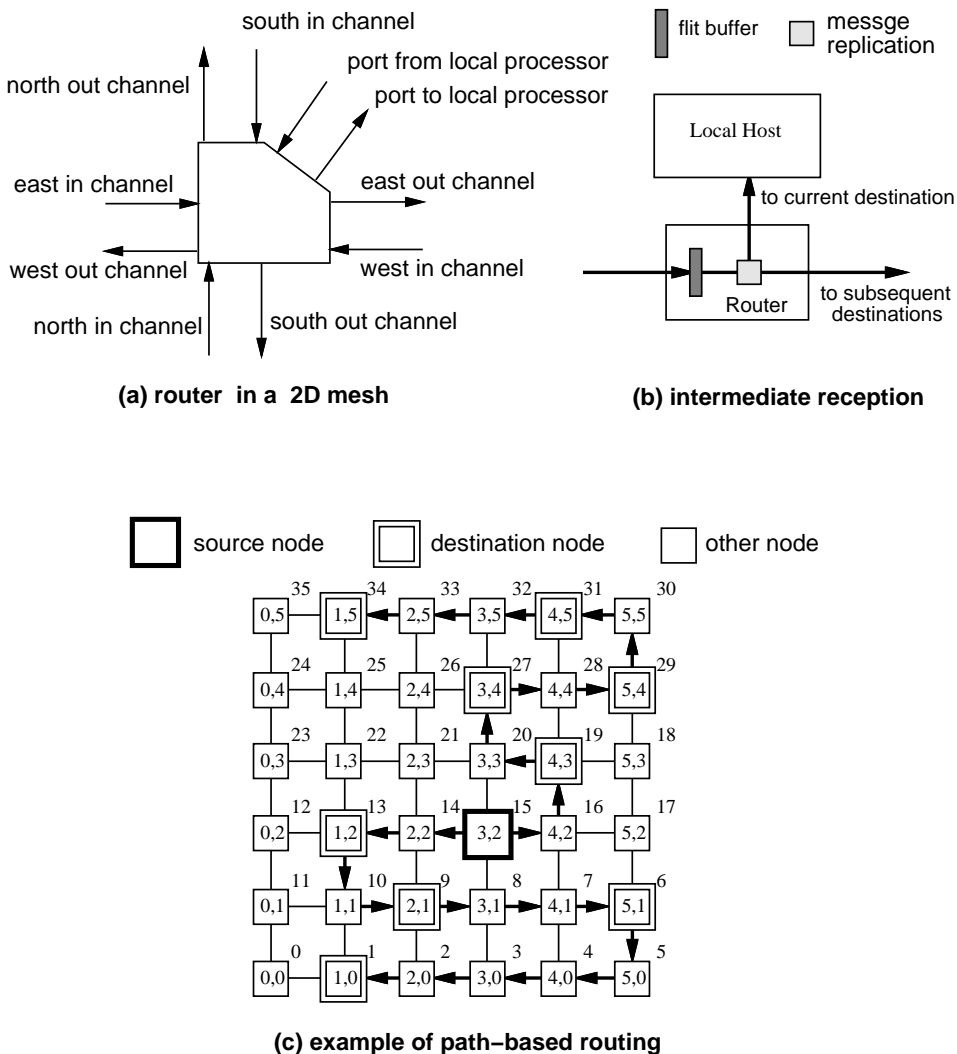 south in channel
north out channel
port from local processor
port to local processor
east in channel
east out channel
west out channel
west in channel
north in channel
south out channel
(a) router in a 2D mesh
flit buffer
messge
replication
Local Host
to current destination
Router
to subsequent
destinations
(b) intermediate reception
source node
destination node
other node
35 34 33 32 31 30
0,5 1,5 2,5 3,5 4,5 5,5
24 25 26 27 28 29
0,4 1,4 2,4 3,4 4,4 5,4
23 22 21 20 19 18
0,3 1,3 2,3 3,3 4,3 5,3
12 13 14 15 16 17
0,2 1,2 2,2 3,2 4,2 5,2
11 10 9 8 7 6
0,1 1,1 2,1 3,1 4,1 5,1
0 1 2 3 4 5
0,0 1,0 2,0 3,0 4,0 5,0
(c) example of path–based routing